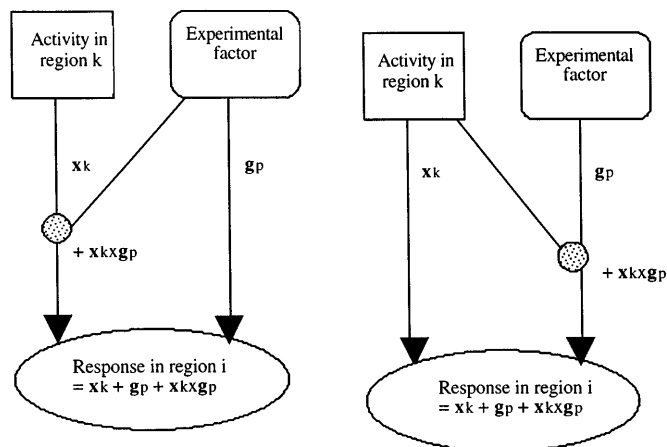 Activity in
region k
Experimental
factor
xk
gp
+ xkxgp
Response in region i
= xk + gp + xkxgp
Activity in
region k
Experimental
factor
xk
gp
+ xkxgp
Response in region i
= xk + gp + xkxgp